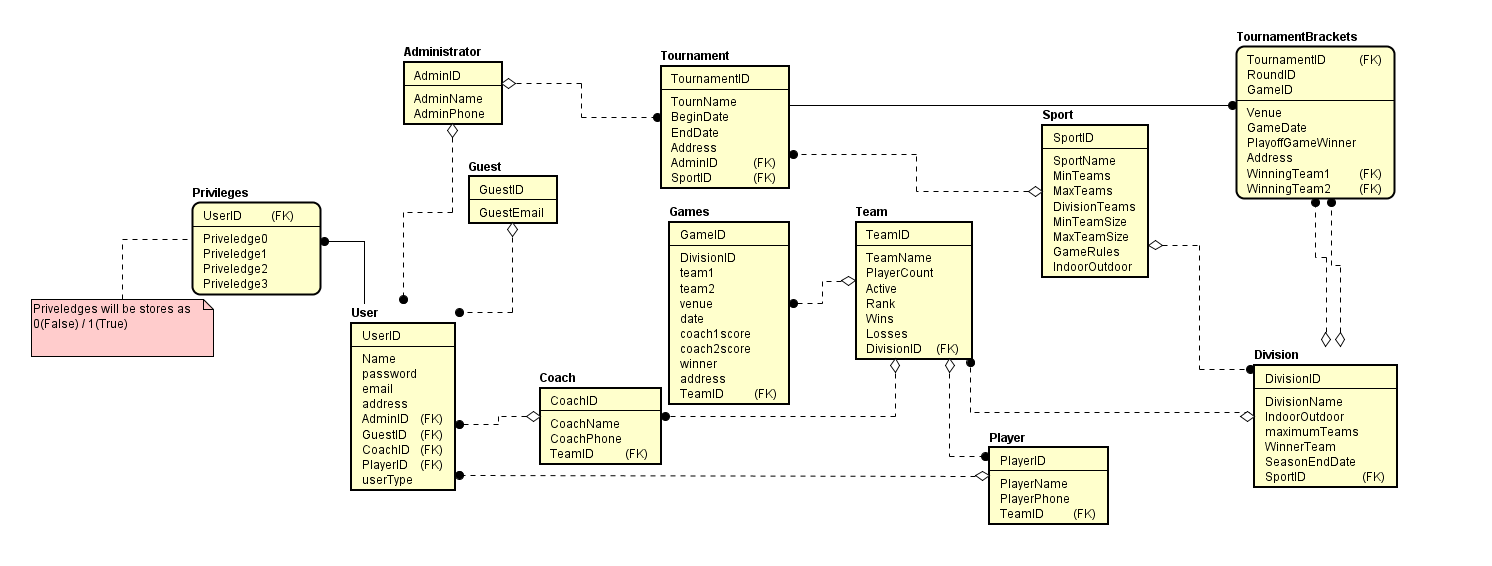 Administrator
AdminID
AdminName
AdminPhone
Tournament
TournamentID
TournName
BeginDate
EndDate
Address
AdminID (FK)
SportID (FK)
TournamentBrackets
TournamentID (FK)
RoundID
GameID
Venue
GameDate
PlayoffGameWinner
Address
WinningTeam1 (FK)
WinningTeam2 (FK)
Sport
SportID
SportName
MinTeams
MaxTeams
DivisionTeams
MinTeamSize
MaxTeamSize
GameRules
IndoorOutdoor
Guest
GuestID
GuestEmail
Privileges
UserID (FK)
Priveledge0
Priveledge1
Priveledge2
Priveledge3
Priveledges will be stores as
0(False) / 1(True)
Games
GameID
DivisionID
team1
team2
venue
date
coach1score
coach2score
winner
address
TeamID (FK)
Team
TeamID
TeamName
PlayerCount
Active
Rank
Wins
Losses
DivisionID (FK)
User
UserID
Name
password
email
address
AdminID (FK)
GuestID (FK)
CoachID (FK)
PlayerID (FK)
userType
Coach
CoachID
CoachName
CoachPhone
TeamID (FK)
Division
DivisionID
DivisionName
IndoorOutdoor
maximumTeams
WinnerTeam
SeasonEndDate
SportID (FK)
Player
PlayerID
PlayerName
PlayerPhone
TeamID (FK)